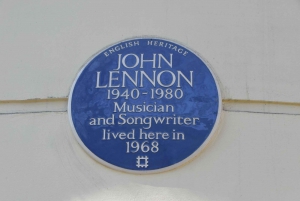 ENGLISH HERITAGE
JOHN
LENNON
1940-1980
Musician
and Songwriter
lived here in
1968